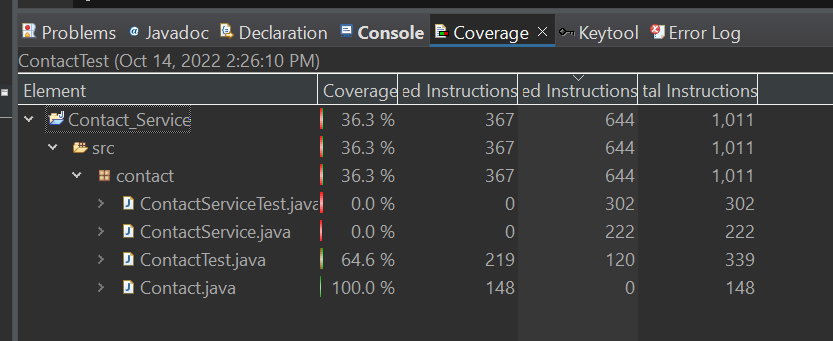 Problems @ Javadoc Declaration Console Coverage Keytool Error Log
ContactTest (Oct 14, 2022 2:26:10 PM)
Element Coverage ed Instructions ed Instructions tal Instructions
Contact_Service 36.3 % 367 644 1,011
src 36.3 % 367 644 1,011
contact 36.3 % 367 644 1,011
ContactServiceTest.java 0.0 % 0 302 302
ContactService.java 0.0 % 0 222 222
ContactTest.java 64.6 % 219 120 339
Contact.java 100.0 % 148 0 148